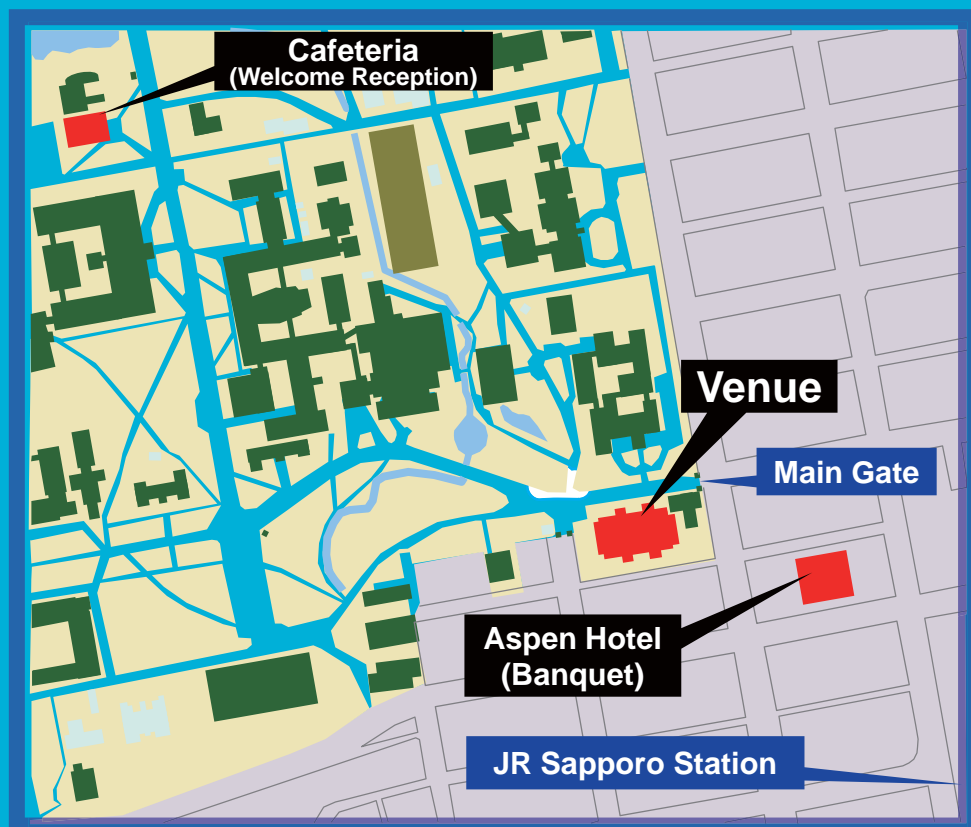 Cafeteria
(Welcome Reception)
Venue
Main Gate
Aspen Hotel
(Banquet)
JR Sapporo Station